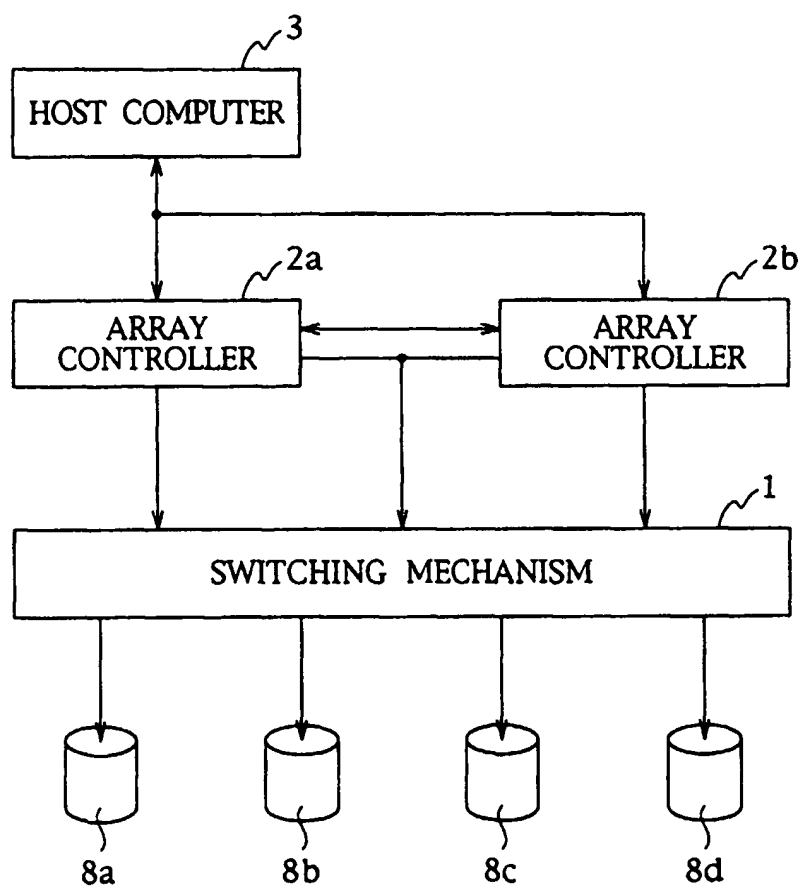 3
HOST COMPUTER
2a
2b
ARRAY
CONTROLLER
ARRAY
CONTROLLER
1
SWITCHING MECHANISM
8a
8b
8c
8d